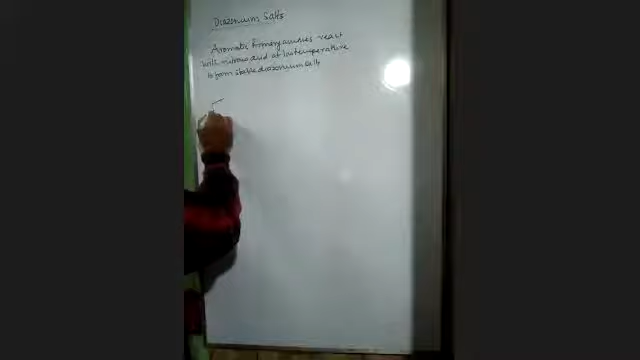 Diazonium Salts
Aromatic Primary amines react
with nitrous acid at low temperature
to form stable diazonium salts